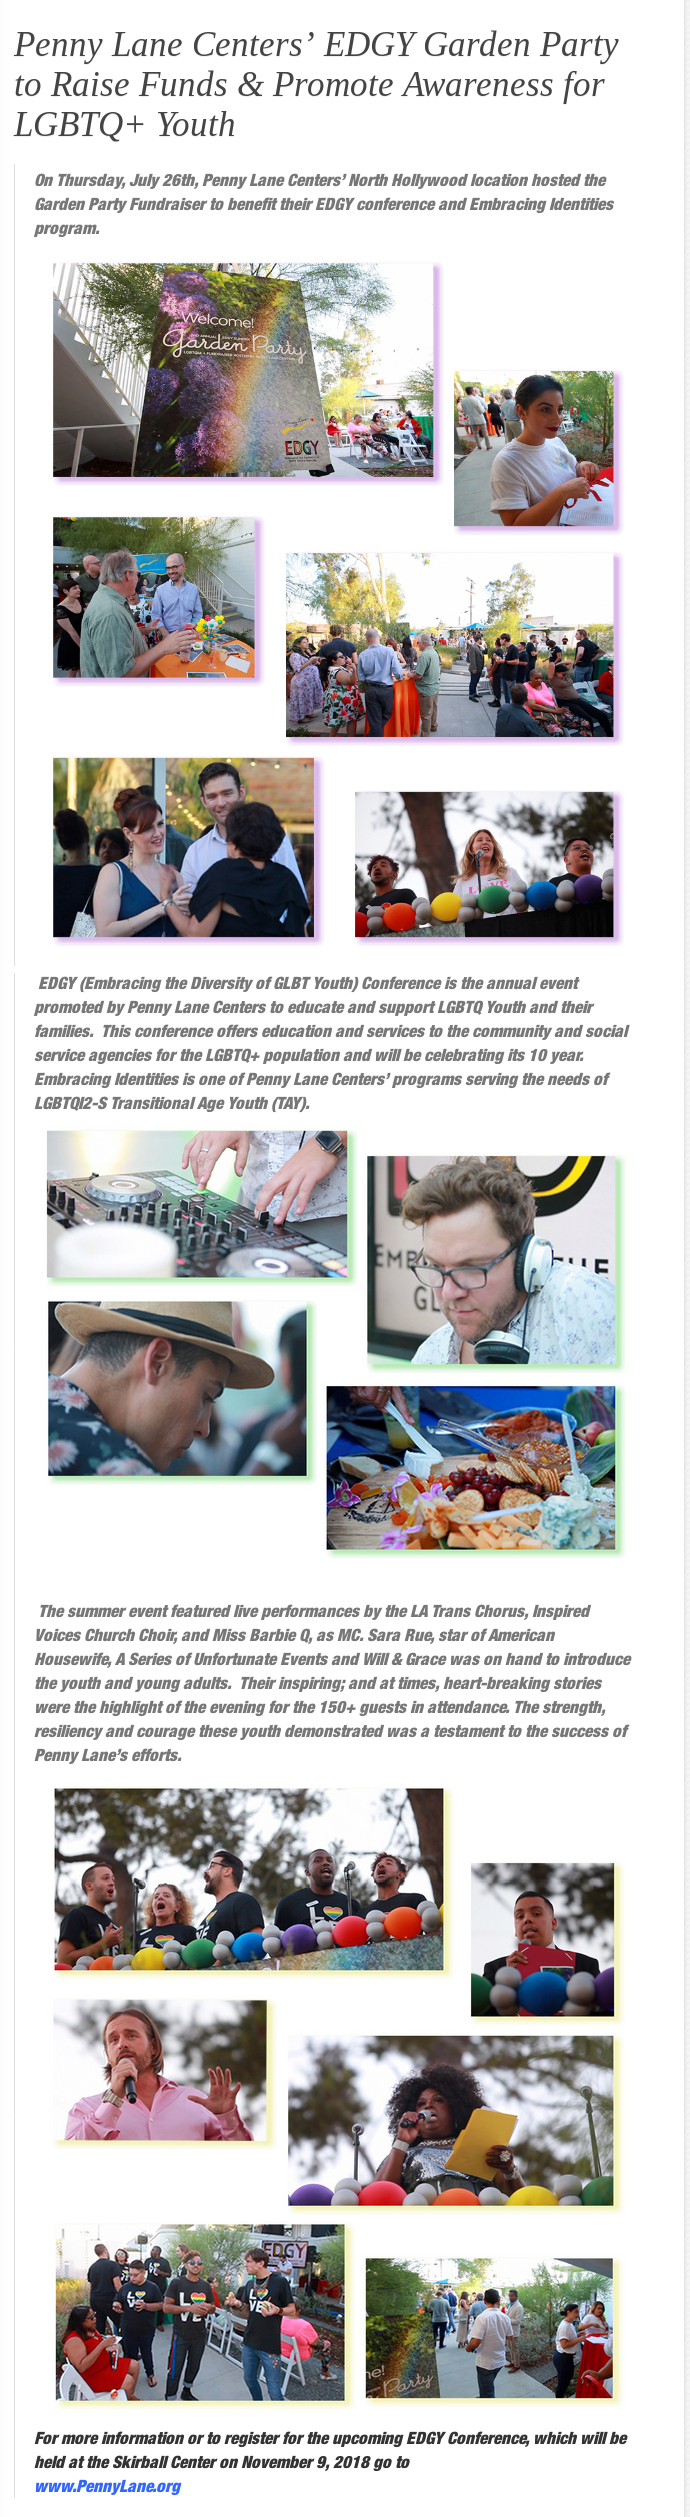 Penny Lane Centers’ EDGY Garden Party
to Raise Funds & Promote Awareness for
LGBTQ+ Youth
On Thursday, July 26th, Penny Lane Centers’ North Hollywood location hosted the
Garden Party Fundraiser to benefit their EDGY conference and Embracing Identities
program.
Welcome!
Garden Party
EDGY
EDGY (Embracing the Diversity of GLBT Youth) Conference is the annual event
promoted by Penny Lane Centers to educate and support LGBTQ Youth and their
families. This conference offers education and services to the community and social
service agencies for the LGBTQ+ population and will be celebrating its 10 year.
Embracing Identities is one of Penny Lane Centers’ programs serving the needs of
LGBTQI2-S Transitional Age Youth (TAY).
EMB THE
GL
The summer event featured live performances by the LA Trans Chorus, Inspired
Voices Church Choir, and Miss Barbie Q, as MC. Sara Rue, star of American
Housewife, A Series of Unfortunate Events and Will & Grace was on hand to introduce
the youth and young adults. Their inspiring; and at times, heart-breaking stories
were the highlight of the evening for the 150+ guests in attendance. The strength,
resiliency and courage these youth demonstrated was a testament to the success of
Penny Lane’s efforts.
EDGY
LO
VE
LO
VE
LO
VE
me!
Party
For more information or to register for the upcoming EDGY Conference, which will be
held at the Skirball Center on November 9, 2018 go to
www.PennyLane.org